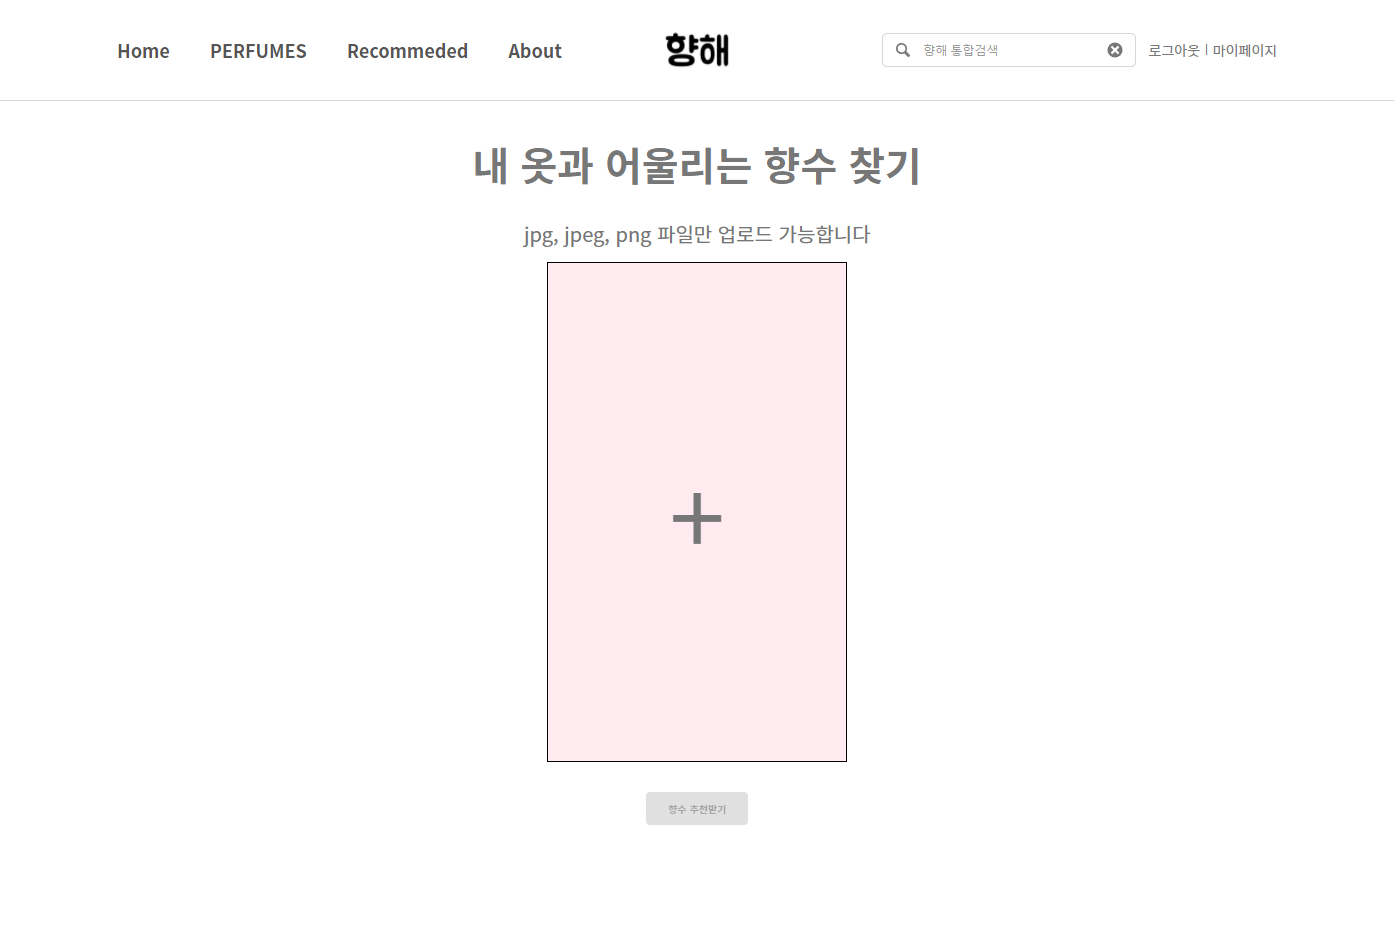 Home PERFUMES Recommeded About 향해 향해 통합검색 로그아웃 | 마이페이지
내 옷과 어울리는 향수 찾기
jpg, jpeg, png 파일만 업로드 가능합니다
+
향수 추천받기